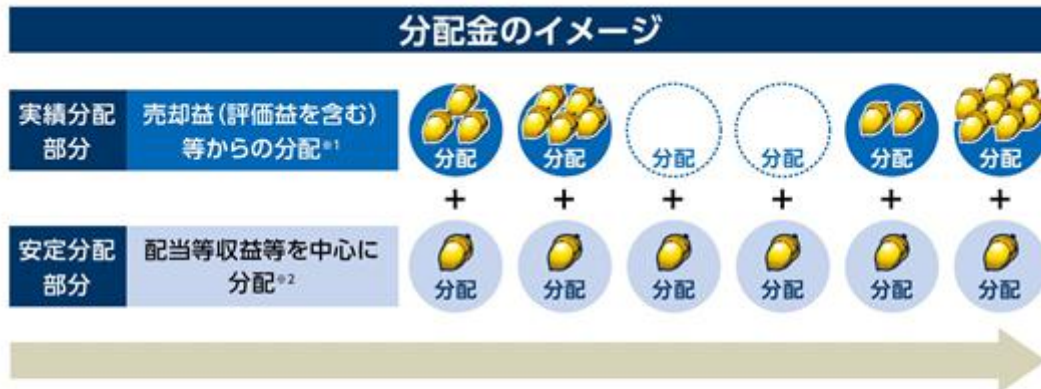 分配金のイメージ
実績分配
部分
売却益(評価益を含む)
等からの分配※1
分配
分配
分配
分配
分配
分配
+
+
+
+
+
+
安定分配
部分
配当等収益等を中心に
分配※2
分配
分配
分配
分配
分配
分配